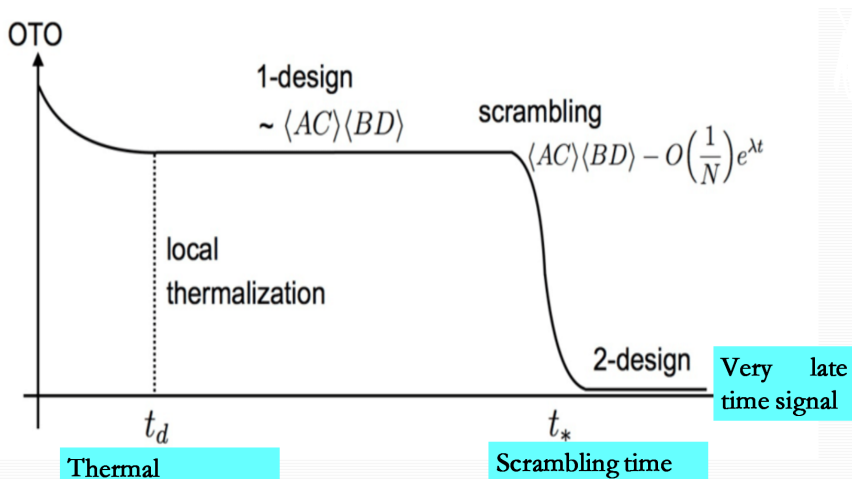 OTO
1-design
~ ⟨AC⟩⟨BD⟩
scrambling
⟨AC⟩⟨BD⟩ − O(1/N)e^{λt}
local
thermalization
2-design
Very late
time signal
t_d
t_*
Thermal
Scrambling time